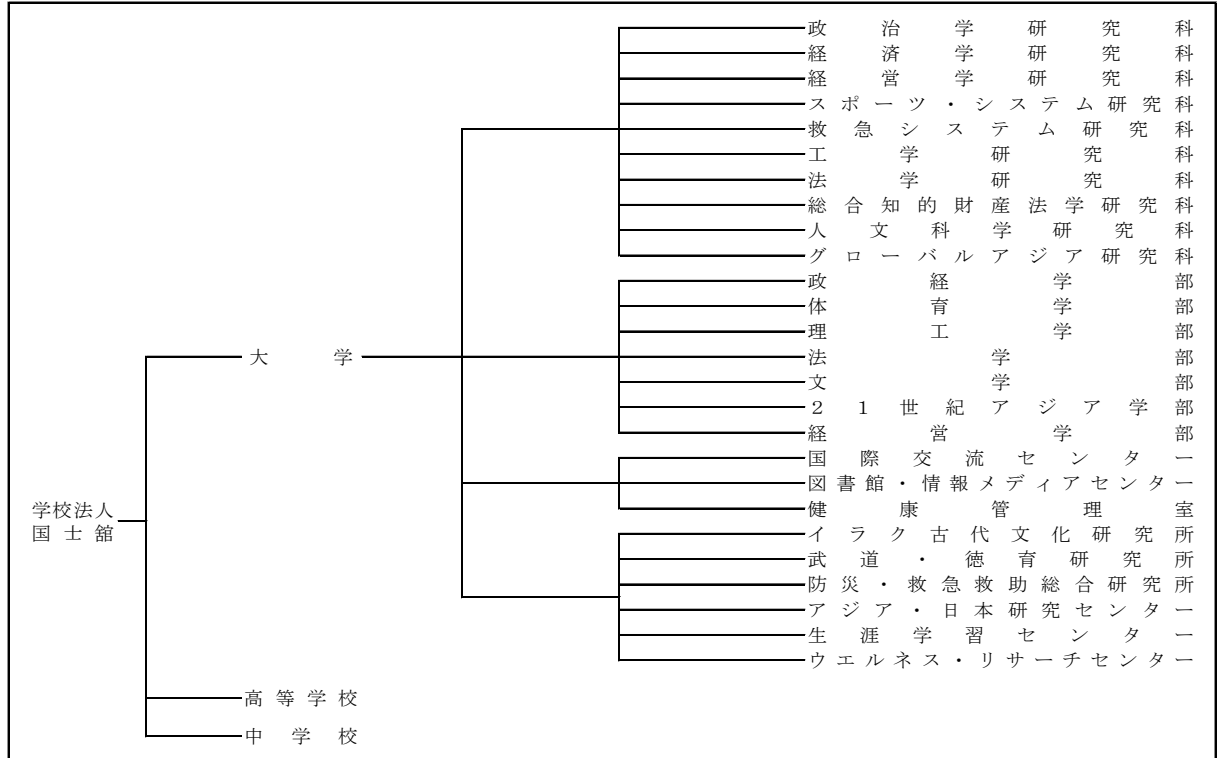 政治学研究科
経済学研究科
経営学研究科
スポーツ・システム研究科
救急システム研究科
工学研究科
法学研究科
総合知的財産法学研究科
人文科学研究科
グローバルアジア研究科
政経学部
体育学部
理工学部
大学
法学部
文学部
21世紀アジア学部
経営学部
国際交流センター
図書館・情報メディアセンター
健康管理室
学校法人
国士舘
イラク古代文化研究所
武道・徳育研究所
防災・救急救助総合研究所
アジア・日本研究センター
生涯学習センター
ウエルネス・リサーチセンター
高等学校
中学校